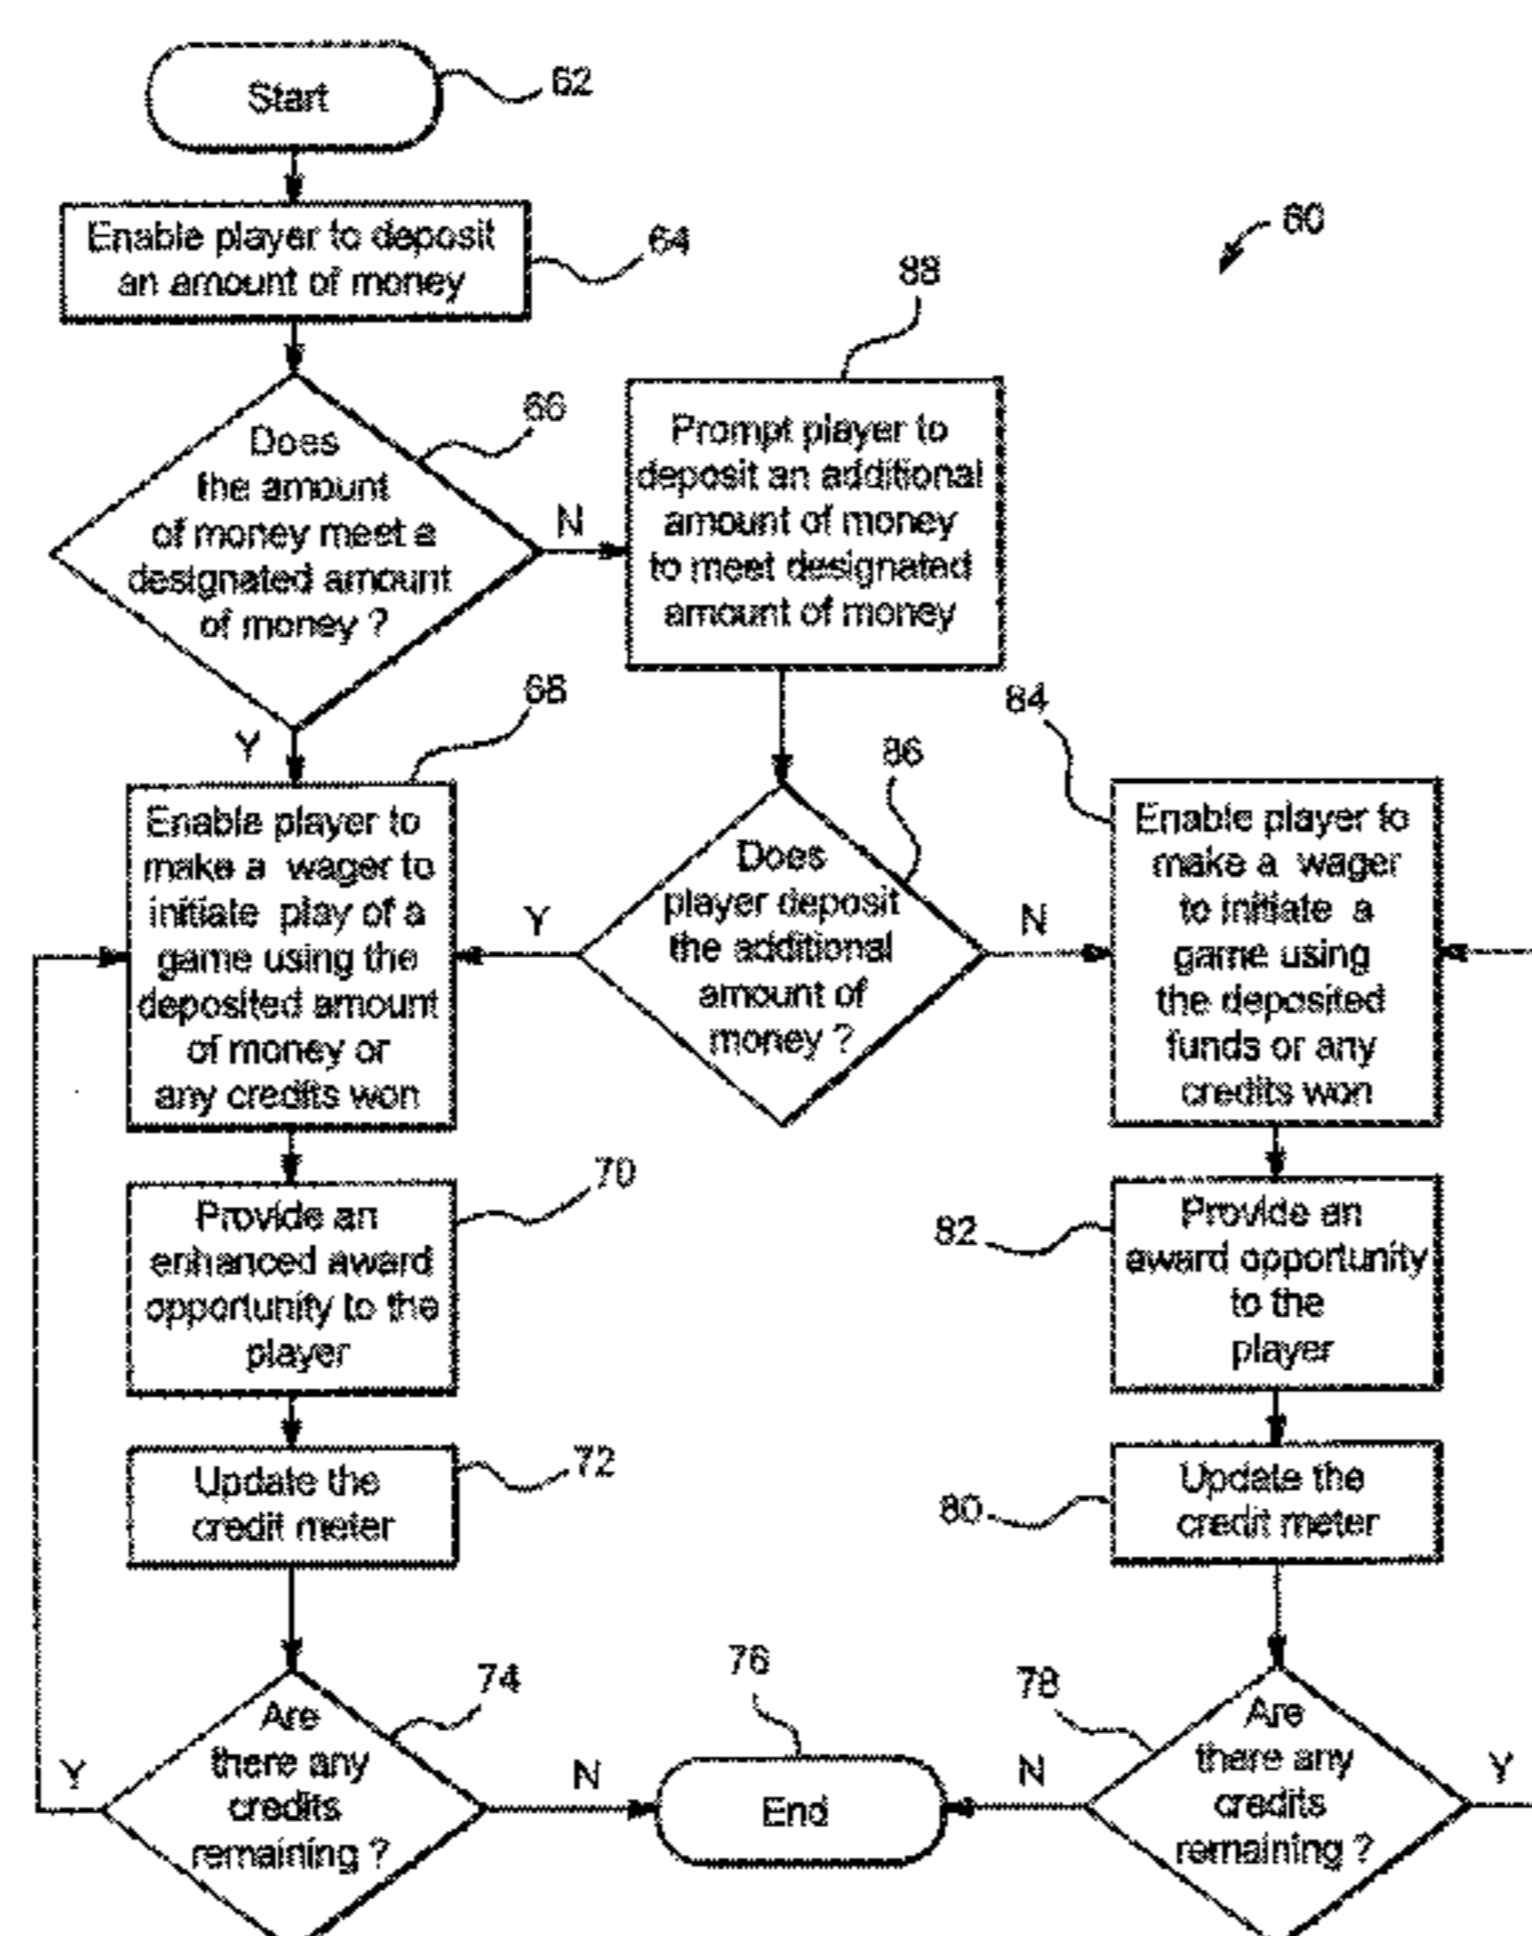 Start
62
Enable player to deposit
an amount of money
64
60
88
66
Does
the amount
of money meet a
designated amount
of money ?
N
Prompt player to
deposit an additional
amount of money
to meet designated
amount of money
Y
68
86
84
Enable player to
make a wager to
initiate play of a
game using the
deposited amount
of money or
any credits won
Y
Does
player deposit
the additional
amount of
money ?
N
Enable player to
make a wager
to initiate a
game using
the deposited
funds or any
credits won
Provide an
enhanced award
opportunity to the
player
70
82
Provide an
award opportunity
to the
player
Update the
credit meter
72
80
Update the
credit meter
74
76
78
Y
Are
there any
credits
remaining ?
N
End
N
Are
there any
credits
remaining ?
Y